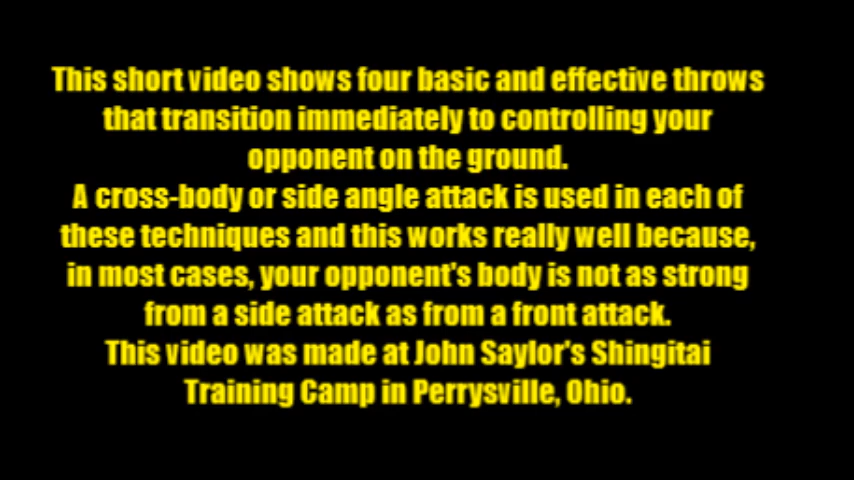 This short video shows four basic and effective throws
that transition immediately to controlling your
opponent on the ground.
A cross-body or side angle attack is used in each of
these techniques and this works really well because,
in most cases, your opponent's body is not as strong
from a side attack as from a front attack.
This video was made at John Saylor's Shingitai
Training Camp in Perrysville, Ohio.